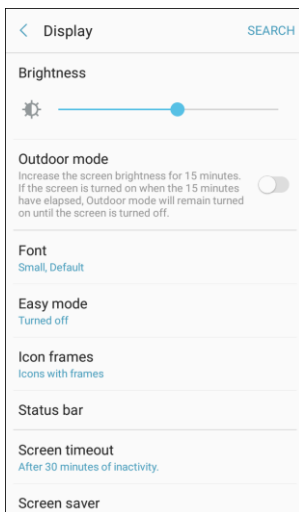 Display SEARCH
Brightness
Outdoor mode
Increase the screen brightness for 15 minutes.
If the screen is turned on when the 15 minutes
have elapsed, Outdoor mode will remain turned
on until the screen is turned off.
Font
Small, Default
Easy mode
Turned off
Icon frames
Icons with frames
Status bar
Screen timeout
After 30 minutes of inactivity.
Screen saver